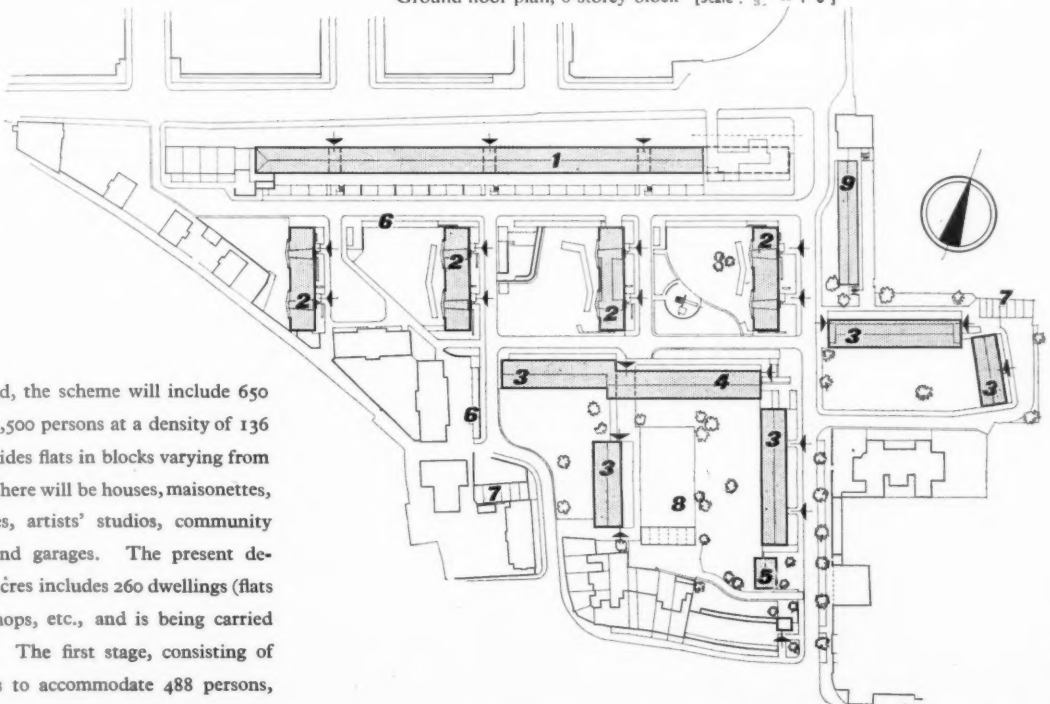 Ground floor plan, 6-storey block
1
9
6
2
2
2
2
2
7
3
3
d, the scheme will include 650
,500 persons at a density of 136
ides flats in blocks varying from
here will be houses, maisonettes,
es, artists' studios, community
nd garages. The present de-
cres includes 260 dwellings (flats
hops, etc., and is being carried
The first stage, consisting of
s to accommodate 488 persons,
3
4
6
3
3
7
8
5